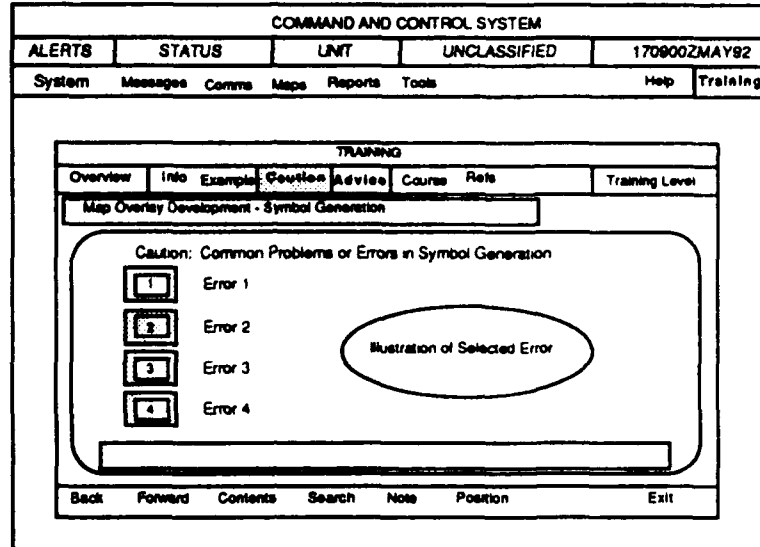 COMMAND AND CONTROL SYSTEM
ALERTS STATUS UNIT UNCLASSIFIED 170900ZMAY92
System Messages Comms Maps Reports Tools Help Training
TRAINING
Overview Info Example Caution Advice Course Refs Training Level
Map Overlay Development - Symbol Generation
Caution: Common Problems or Errors in Symbol Generation
1 Error 1
2 Error 2
Illustration of Selected Error
3 Error 3
4 Error 4
Back Forward Contents Search Note Position Exit